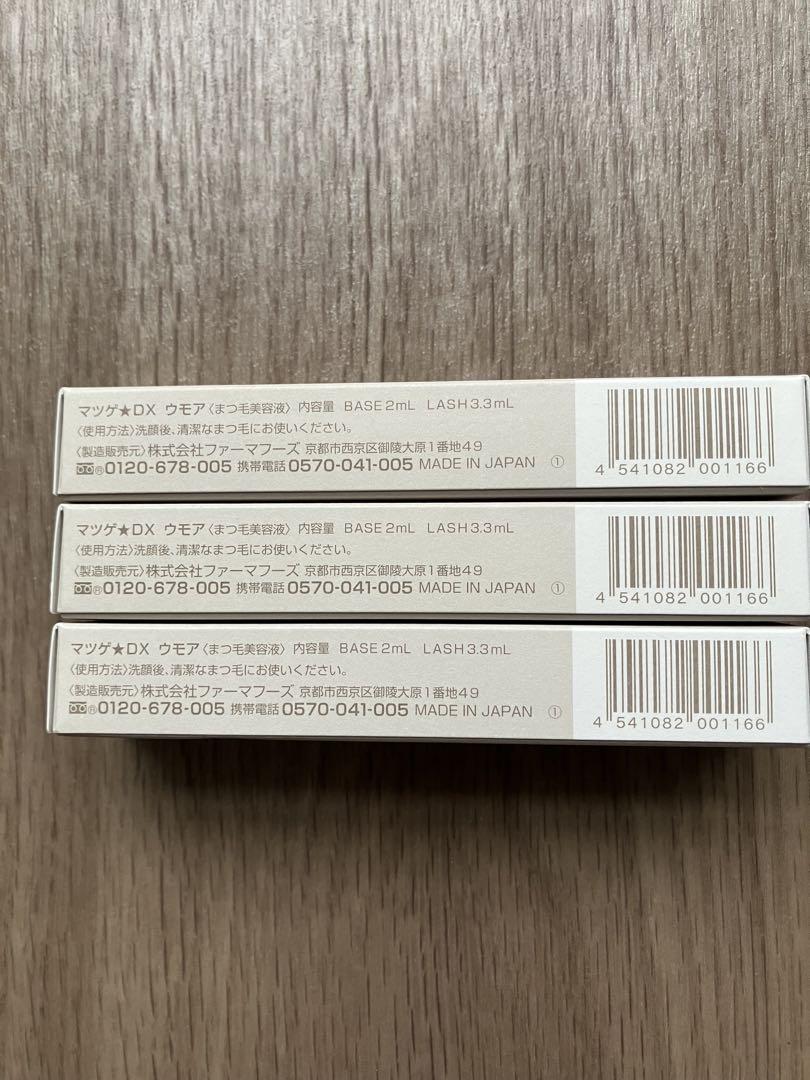 マツゲ★DX ウモア〈まつ毛美容液〉内容量 BASE 2mL LASH 3.3mL
〈使用方法〉洗顔後、清潔なまつ毛にお使いください。
〈製造販売元〉株式会社ファーマフーズ 京都市西京区御陵大原1番地49
0120-678-005 携帯電話 0570-041-005 MADE IN JAPAN ①
4 541082 001166
マツゲ★DX ウモア〈まつ毛美容液〉内容量 BASE 2mL LASH 3.3mL
〈使用方法〉洗顔後、清潔なまつ毛にお使いください。
〈製造販売元〉株式会社ファーマフーズ 京都市西京区御陵大原1番地49
0120-678-005 携帯電話 0570-041-005 MADE IN JAPAN ①
4 541082 001166
マツゲ★DX ウモア〈まつ毛美容液〉内容量 BASE 2mL LASH 3.3mL
〈使用方法〉洗顔後、清潔なまつ毛にお使いください。
〈製造販売元〉株式会社ファーマフーズ 京都市西京区御陵大原1番地49
0120-678-005 携帯電話 0570-041-005 MADE IN JAPAN ①
4 541082 001166